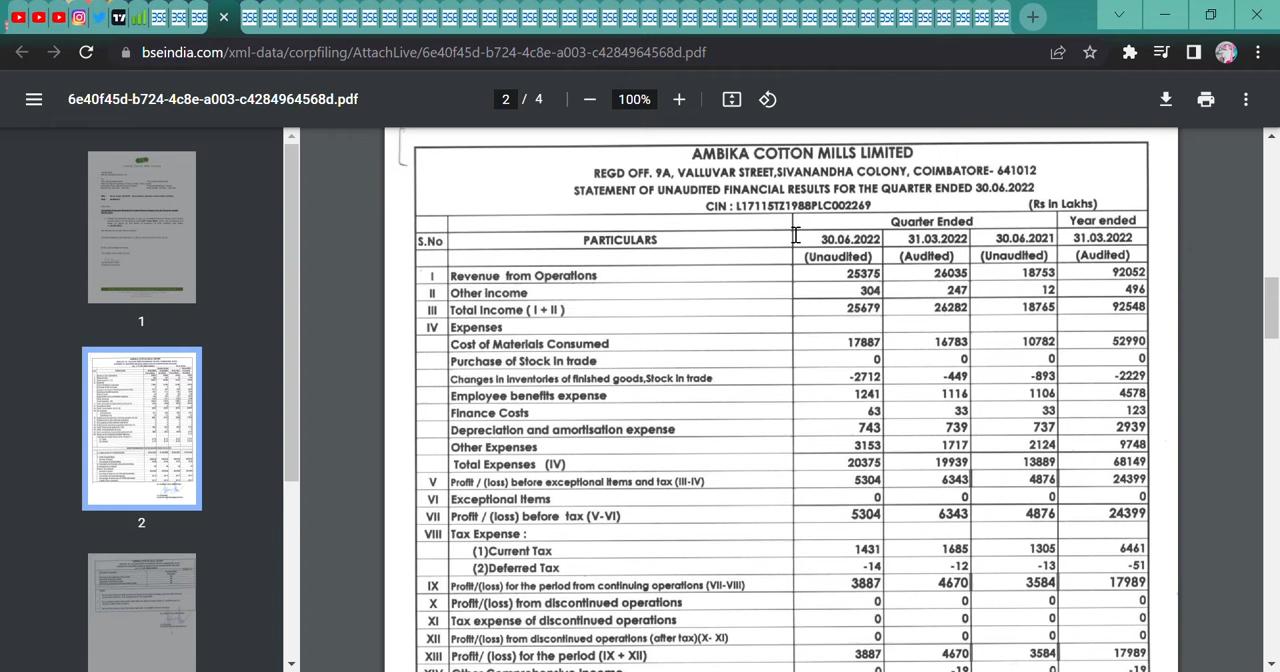 bseindia.com/xml-data/corpfiling/AttachLive/6e40f45d-b724-4c8e-a003-c4284964568d.pdf
6e40f45d-b724-4c8e-a003-c4284964568d.pdf 2 / 4 100%
1
2
AMBIKA COTTON MILLS LIMITED
REGD OFF. 9A, VALLUVAR STREET,SIVANANDHA COLONY, COIMBATORE- 641012
STATEMENT OF UNAUDITED FINANCIAL RESULTS FOR THE QUARTER ENDED 30.06.2022
CIN : L17115TZ1988PLC002269 (Rs in Lakhs)
Quarter Ended Year ended
S.No PARTICULARS 30.06.2022 31.03.2022 30.06.2021 31.03.2022
(Unaudited) (Audited) (Unaudited) (Audited)
I Revenue from Operations 25375 26035 18753 92052
II Other income 304 247 12 496
III Total Income ( I + II ) 25679 26282 18765 92548
IV Expenses
Cost of Materials Consumed 17887 16783 10782 52990
Purchase of Stock in trade 0 0 0 0
Changes in inventories of finished goods,Stock in trade -2712 -449 -893 -2229
Employee benefits expense 1241 1116 1106 4578
Finance Costs 63 33 33 123
Depreciation and amortisation expense 743 739 737 2939
Other Expenses 3153 1717 2124 9748
Total Expenses (IV) 20375 19939 13889 68149
V Profit / (loss) before exceptional items and tax (III-IV) 5304 6343 4876 24399
VI Exceptional Items 0 0 0 0
VII Profit / (loss) before tax (V-VI) 5304 6343 4876 24399
VIII Tax Expense :
(1)Current Tax 1431 1685 1305 6461
(2)Deferred Tax -14 -12 -13 -51
IX Profit/(loss) for the period from continuing operations (VII-VIII) 3887 4670 3584 17989
X Profit/(loss) from discontinued operations 0 0 0 0
XI Tax expense of discontinued operations 0 0 0 0
XII Profit/(loss) from discontinued operations (after tax)(X- XI) 0 0 0 0
XIII Profit/ (loss) for the period (IX + XII) 3887 4670 3584 17989
XIV Other Comprehensive Income 0 -19 0 -19